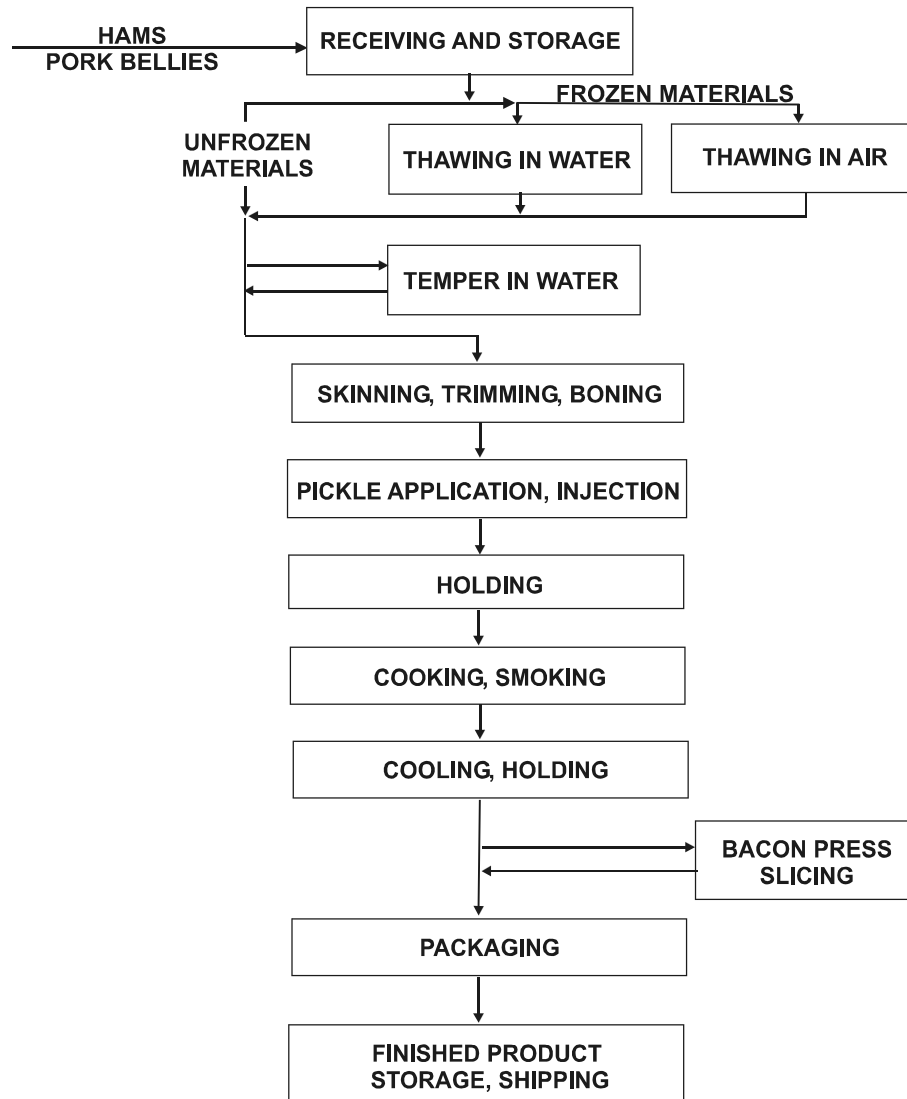 HAMS
PORK BELLIES
RECEIVING AND STORAGE
FROZEN MATERIALS
UNFROZEN
MATERIALS
THAWING IN WATER
THAWING IN AIR
TEMPER IN WATER
SKINNING, TRIMMING, BONING
PICKLE APPLICATION, INJECTION
HOLDING
COOKING, SMOKING
COOLING, HOLDING
BACON PRESS
SLICING
PACKAGING
FINISHED PRODUCT
STORAGE, SHIPPING